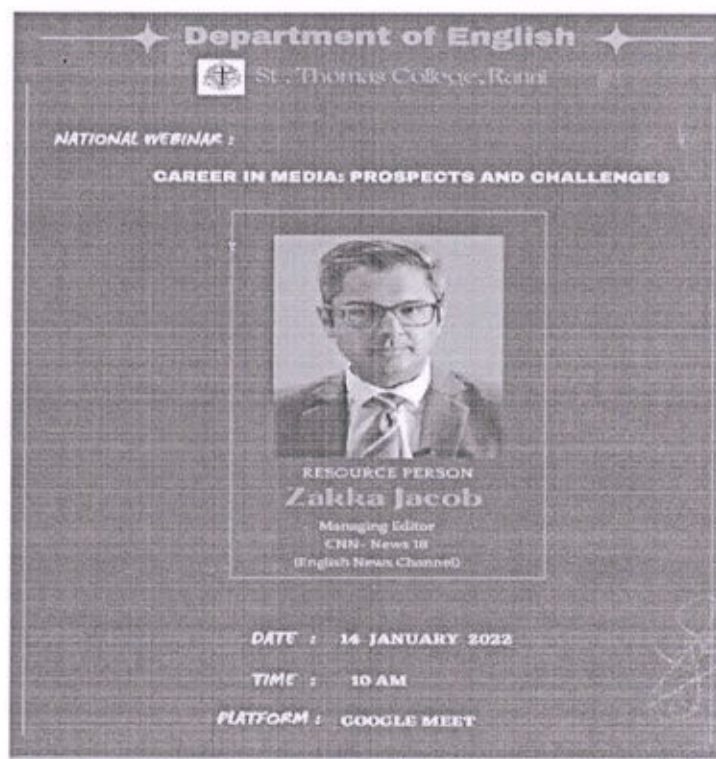 Department of English
St. Thomas College, Ranni
NATIONAL WEBINAR :
CAREER IN MEDIA: PROSPECTS AND CHALLENGES
RESOURCE PERSON
Zakka Jacob
Managing Editor
CNN- News 18
(English News Channel)
DATE : 14 JANUARY 2022
TIME : 10 AM
PLATFORM : GOOGLE MEET